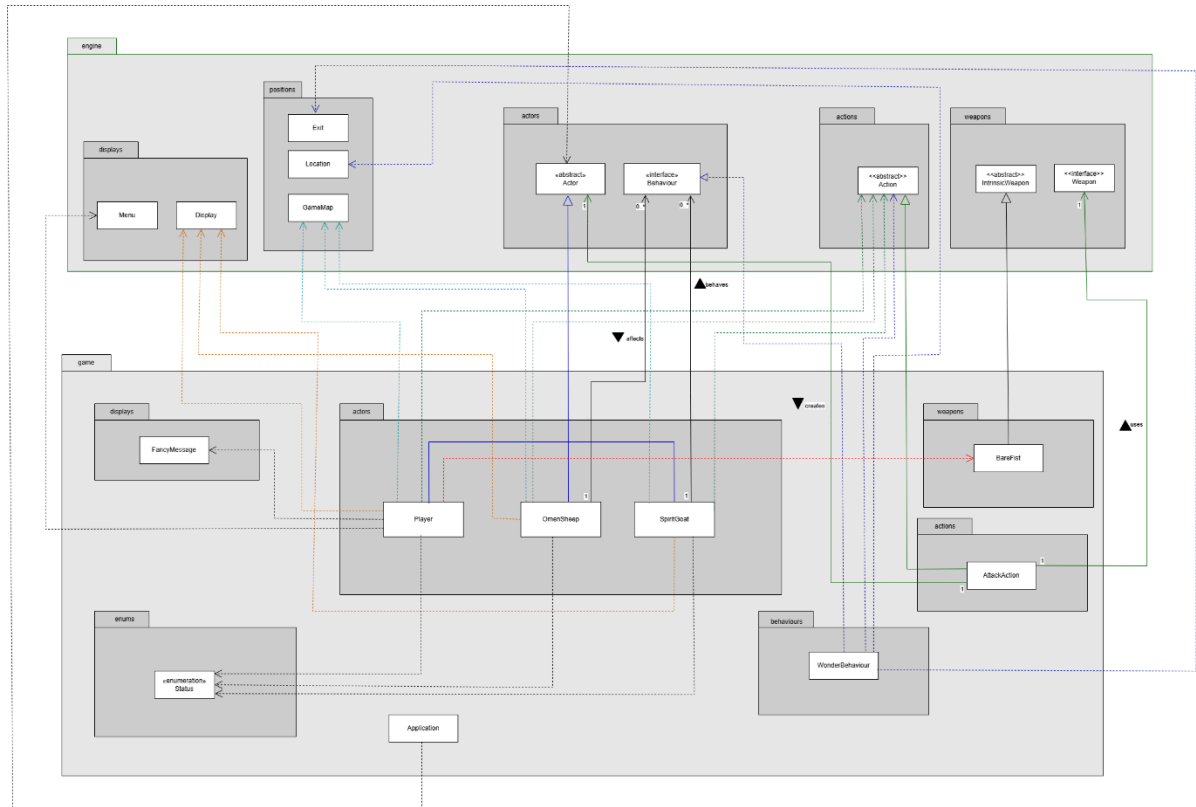 engine
positions
Exit
Location
GameMap
displays
Menu
Display
actors
«abstract»
Actor
«interface»
Behaviour
1
0..*
0..*
actions
<<abstract>>
Action
weapons
<<abstract>>
IntrinsicWeapon
<<interface>>
Weapon
1
behaves
affects
game
displays
FancyMessage
actors
creates
Player
1
OmenSheep
1
SpiritGoat
weapons
BareFist
uses
actions
1
AttackAction
1
enums
«enumeration»
Status
behaviours
WonderBehaviour
Application